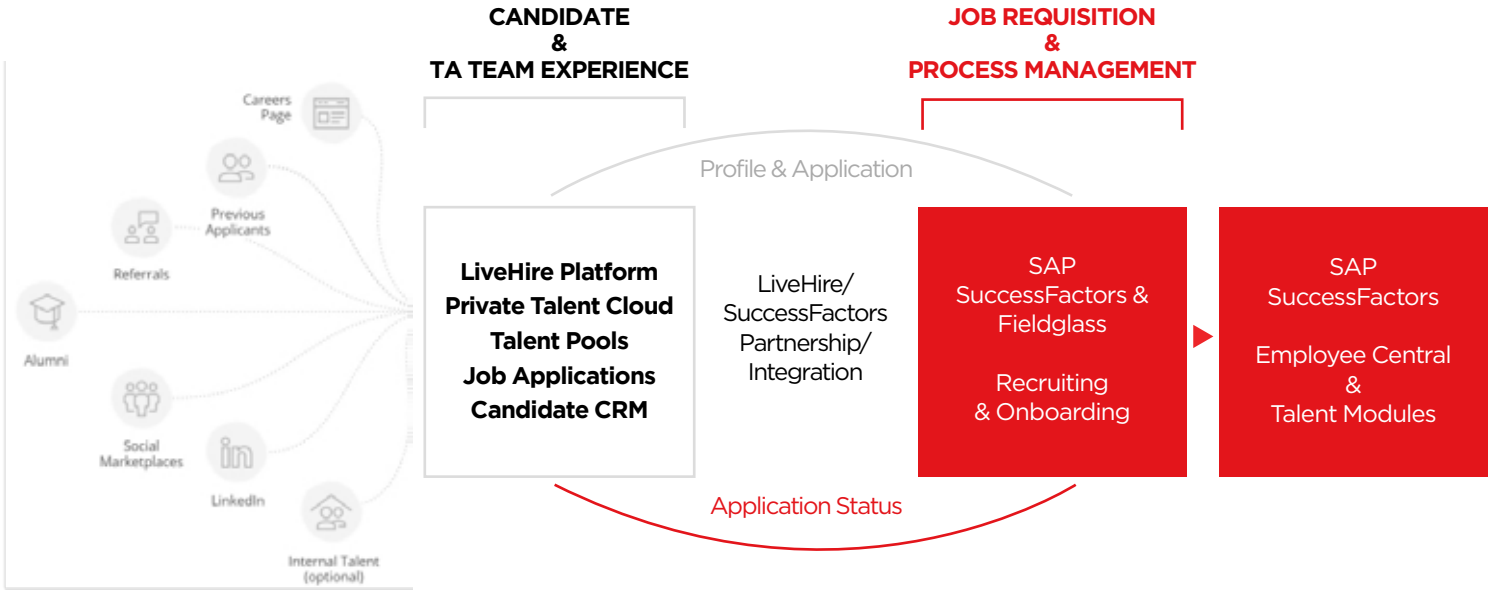 CANDIDATE
&
TA TEAM EXPERIENCE
JOB REQUISITION
&
PROCESS MANAGEMENT
Careers
Page
Previous
Applicants
Referrals
Alumni
Social
Marketplaces
in
LinkedIn
Internal Talent
(optional)
Profile & Application
LiveHire Platform
Private Talent Cloud
Talent Pools
Job Applications
Candidate CRM
LiveHire/
SuccessFactors
Partnership/
Integration
SAP
SuccessFactors &
Fieldglass
Recruiting
& Onboarding
SAP
SuccessFactors
Employee Central
&
Talent Modules
Application Status